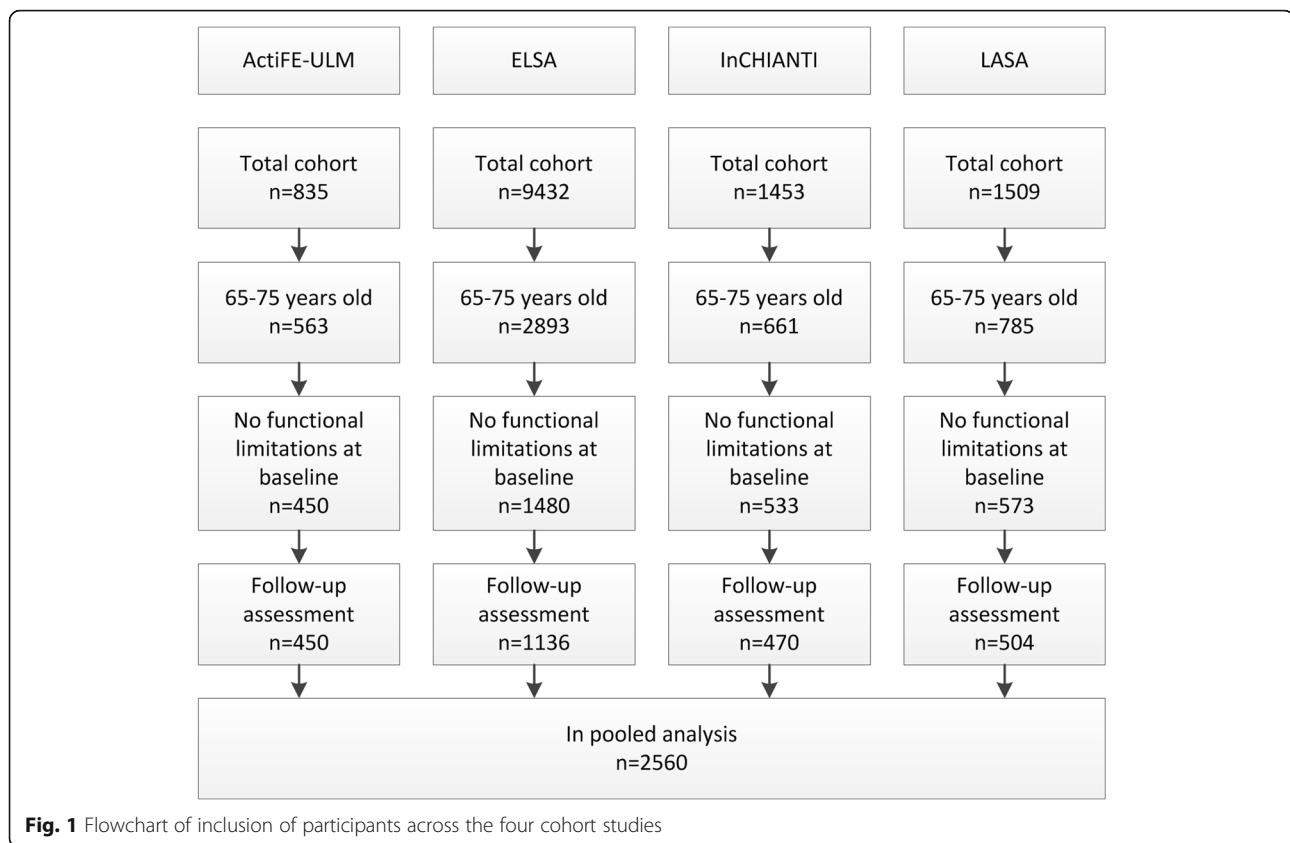 ActiFE-ULM
ELSA
InCHIANTI
LASA
Total cohort
n=835
Total cohort
n=9432
Total cohort
n=1453
Total cohort
n=1509
65-75 years old
n=563
65-75 years old
n=2893
65-75 years old
n=661
65-75 years old
n=785
No functional
limitations at
baseline
n=450
No functional
limitations at
baseline
n=1480
No functional
limitations at
baseline
n=533
No functional
limitations at
baseline
n=573
Follow-up
assessment
n=450
Follow-up
assessment
n=1136
Follow-up
assessment
n=470
Follow-up
assessment
n=504
In pooled analysis
n=2560
Fig. 1 Flowchart of inclusion of participants across the four cohort studies